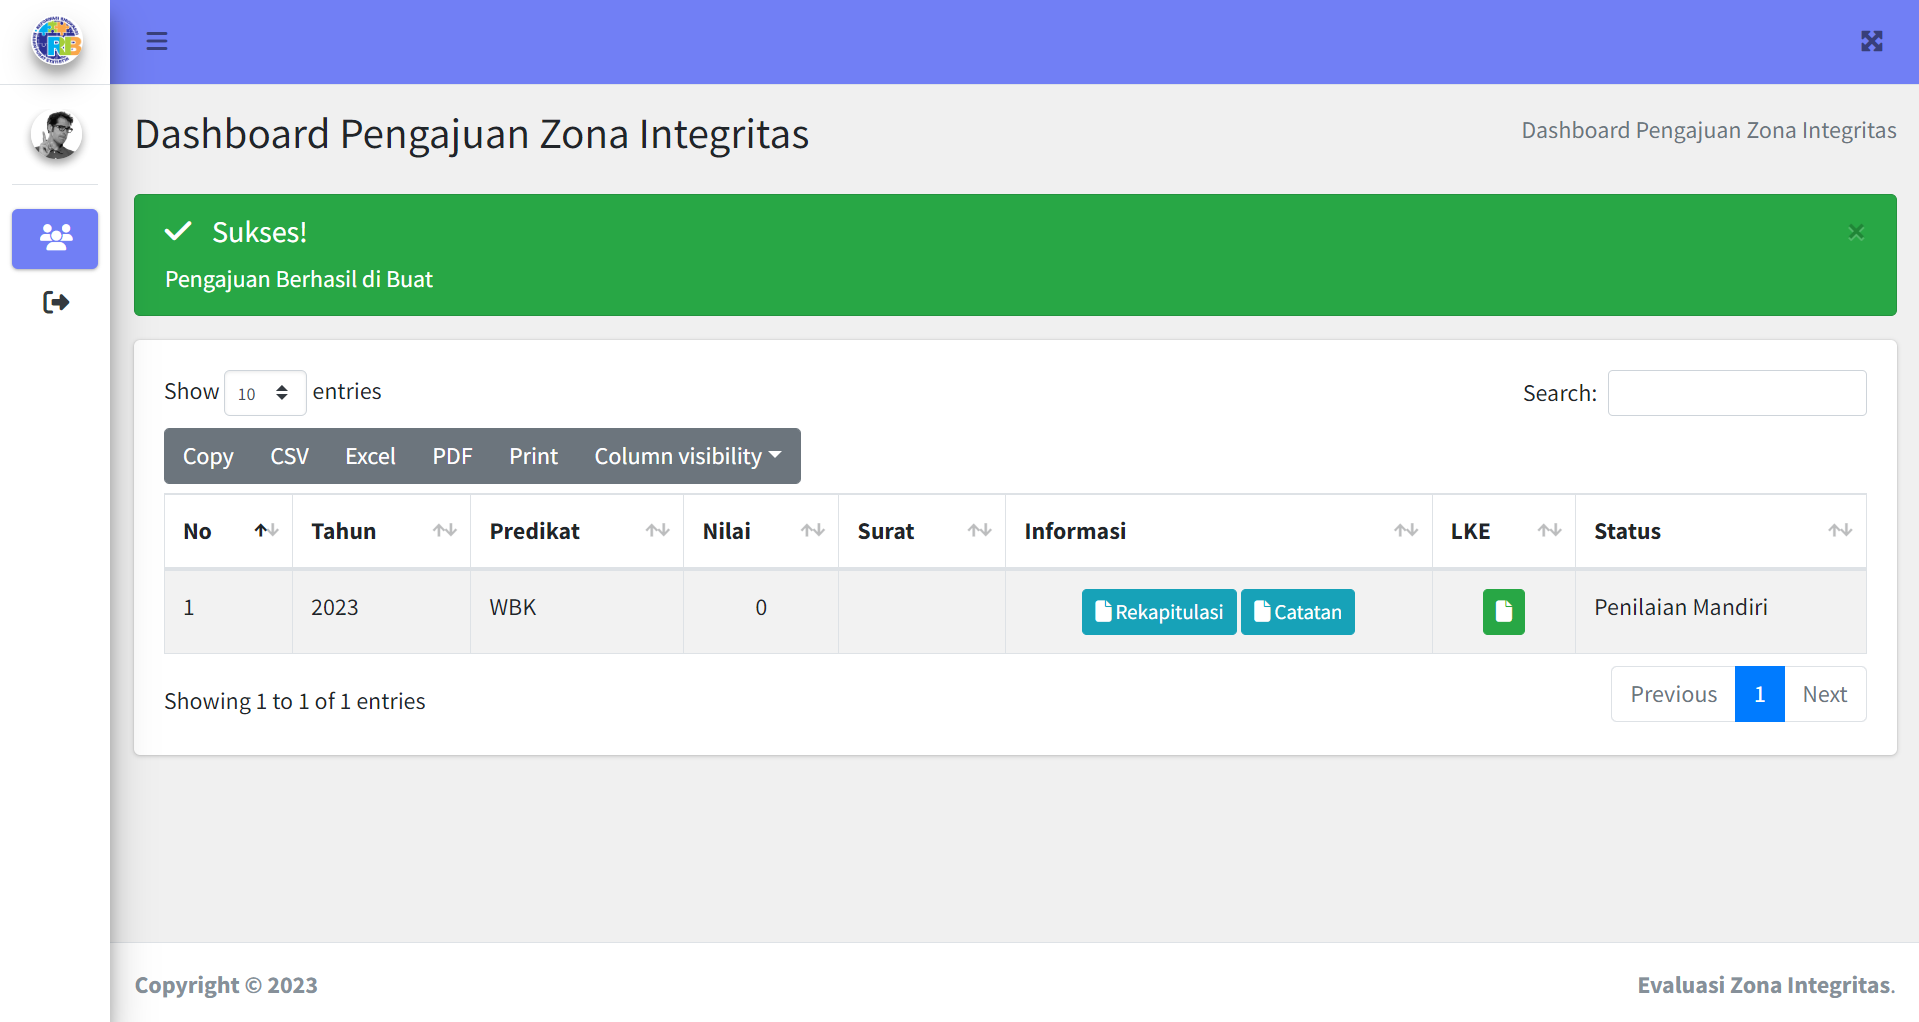 RB
Dashboard Pengajuan Zona Integritas
Dashboard Pengajuan Zona Integritas
Sukses!
×
Pengajuan Berhasil di Buat
Show 10 entries
Search:
Copy CSV Excel PDF Print Column visibility
No Tahun Predikat Nilai Surat Informasi LKE Status
1 2023 WBK 0 Rekapitulasi Catatan Penilaian Mandiri
Showing 1 to 1 of 1 entries
Previous 1 Next
Copyright © 2023
Evaluasi Zona Integritas.